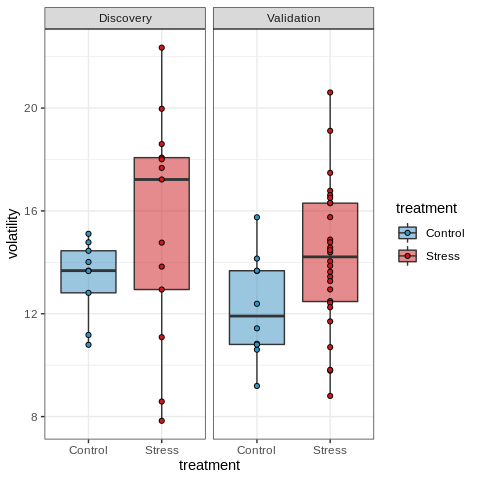 Discovery
Validation
volatility
20
16
12
8
Control
Stress
Control
Stress
treatment
treatment
Control
Stress